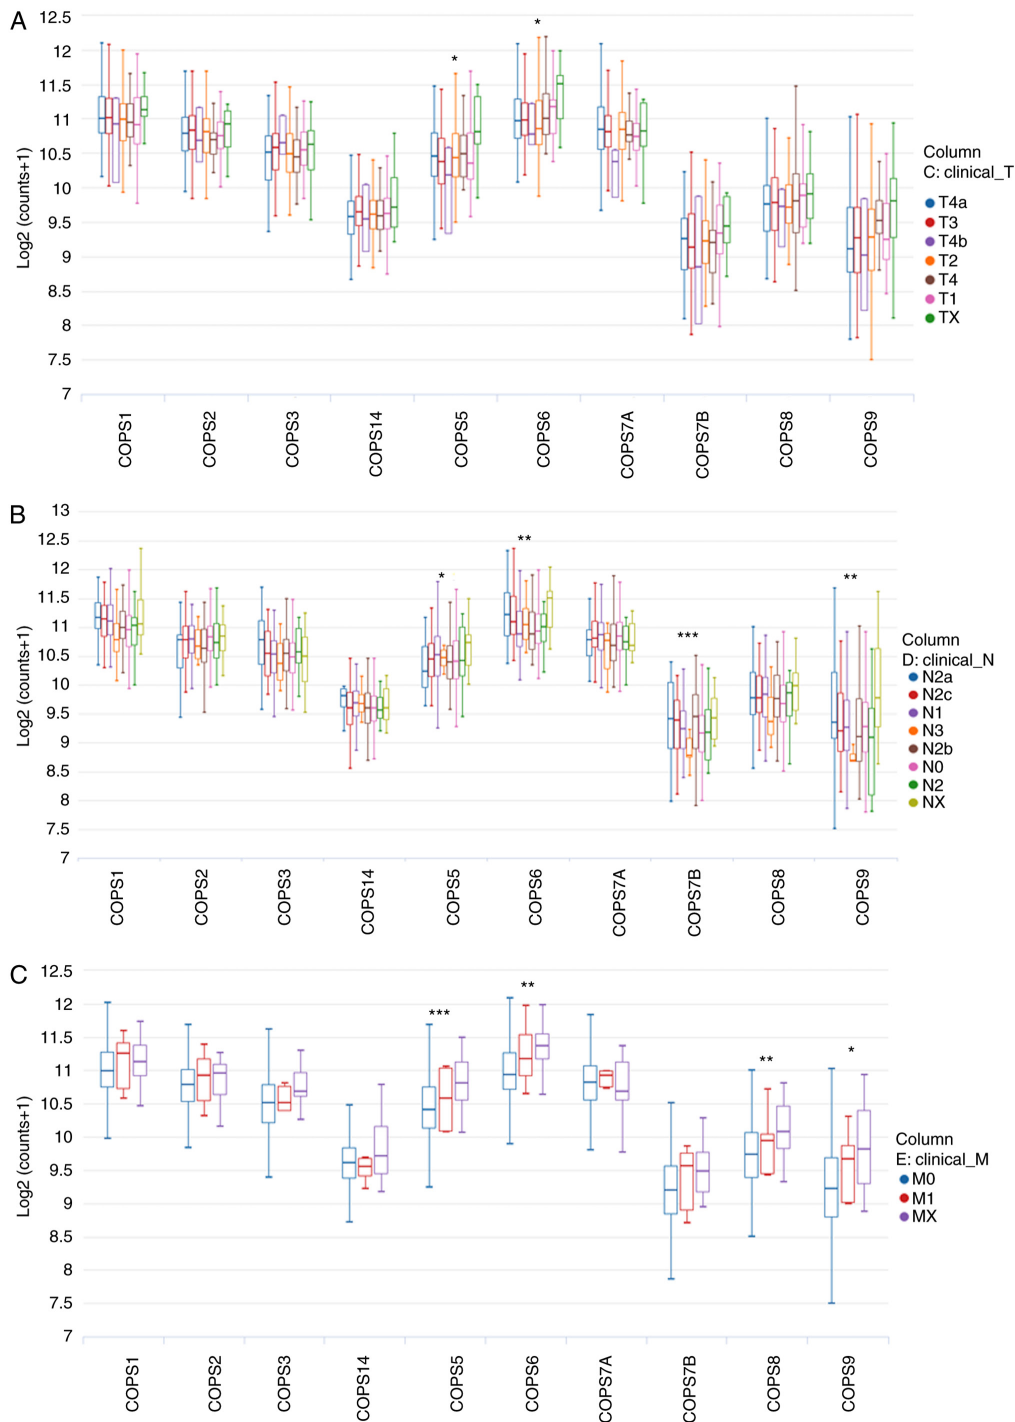 A
12.5
12
11.5
11
10.5
10
9.5
9
8.5
8
7.5
7
Log2 (counts+1)
*
*
COPS1
COPS2
COPS3
COPS14
COPS5
COPS6
COPS7A
COPS7B
COPS8
COPS9
Column
C: clinical_T
T4a
T3
T4b
T2
T4
T1
TX
B
13
12.5
12
11.5
11
10.5
10
9.5
9
8.5
8
7.5
7
Log2 (counts+1)
*
**
***
**
COPS1
COPS2
COPS3
COPS14
COPS5
COPS6
COPS7A
COPS7B
COPS8
COPS9
Column
D: clinical_N
N2a
N2c
N1
N3
N2b
N0
N2
NX
C
12.5
12
11.5
11
10.5
10
9.5
9
8.5
8
7.5
7
Log2 (counts+1)
***
**
**
*
COPS1
COPS2
COPS3
COPS14
COPS5
COPS6
COPS7A
COPS7B
COPS8
COPS9
Column
E: clinical_M
M0
M1
MX